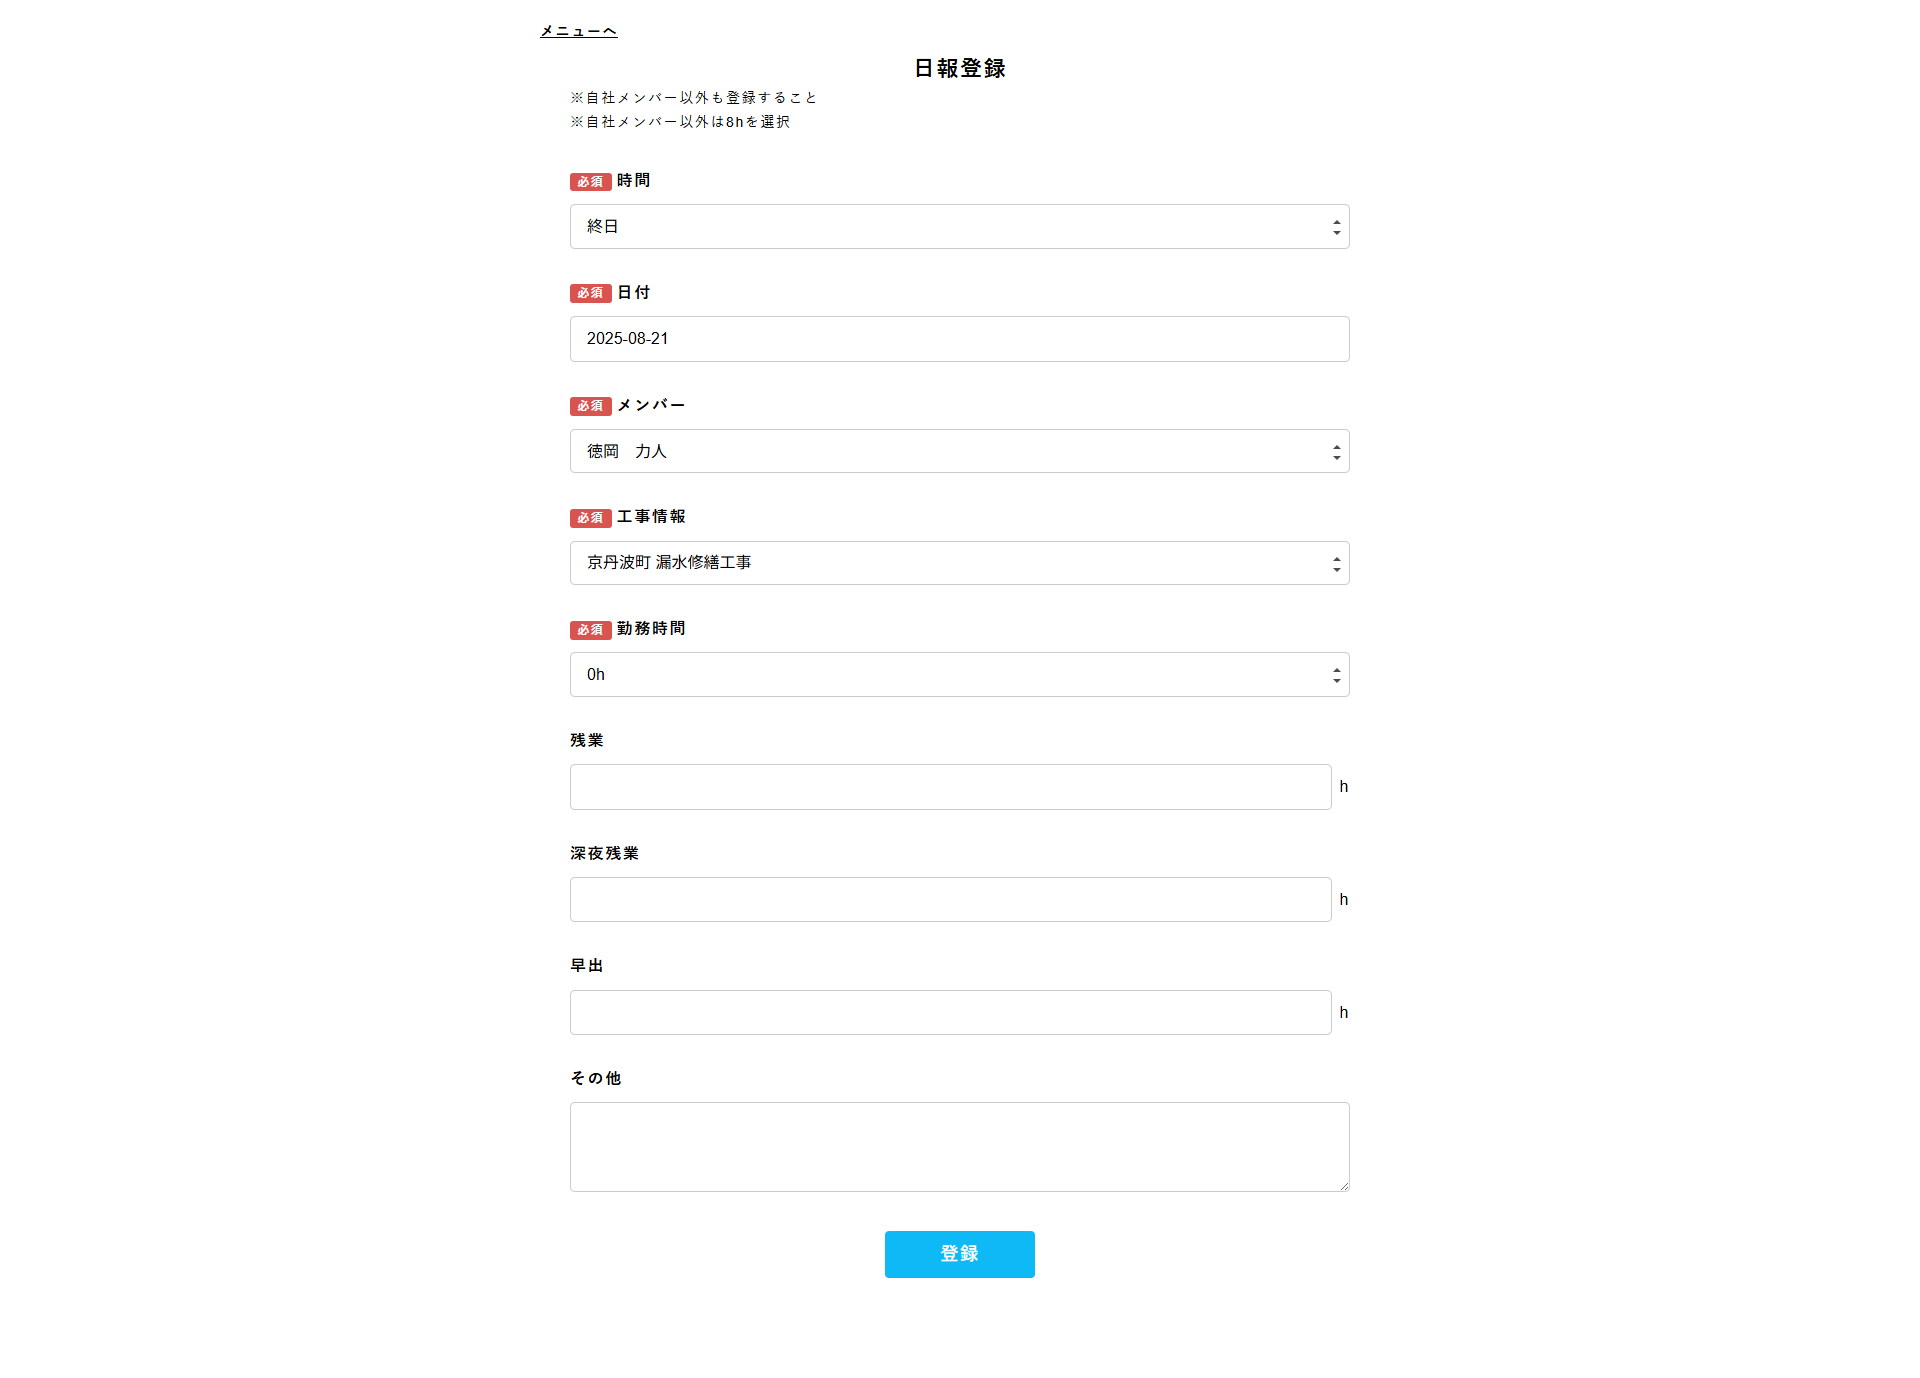 メニューへ
日報登録
※自社メンバー以外も登録すること
※自社メンバー以外は8hを選択
必須 時間
終日
必須 日付
2025-08-21
必須 メンバー
徳岡　力人
必須 工事情報
京丹波町 漏水修繕工事
必須 勤務時間
0h
残業
h
深夜残業
h
早出
h
その他
登録